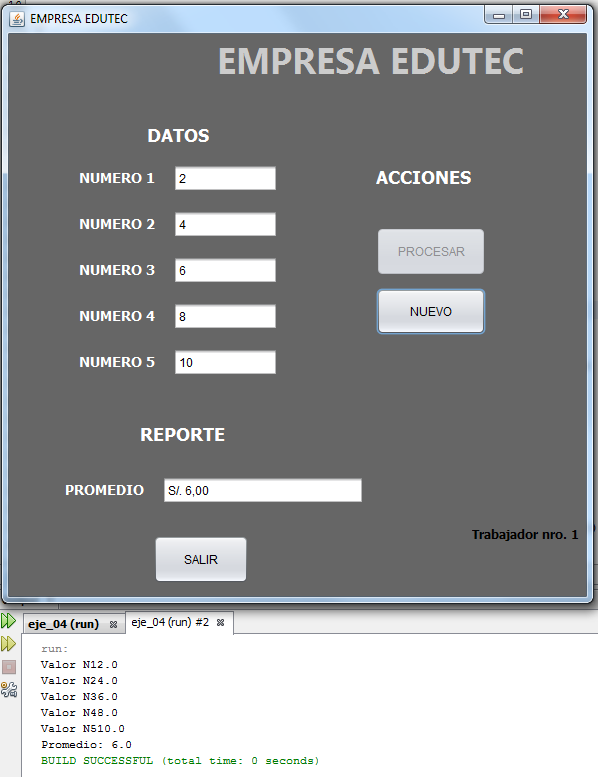 EMPRESA EDUTEC
EMPRESA EDUTEC
DATOS
NUMERO 1 2
ACCIONES
NUMERO 2 4
PROCESAR
NUMERO 3 6
NUEVO
NUMERO 4 8
NUMERO 5 10
REPORTE
PROMEDIO S/. 6,00
Trabajador nro. 1
SALIR
eje_04 (run) eje_04 (run) #2
run:
Valor N12.0
Valor N24.0
Valor N36.0
Valor N48.0
Valor N510.0
Promedio: 6.0
BUILD SUCCESSFUL (total time: 0 seconds)